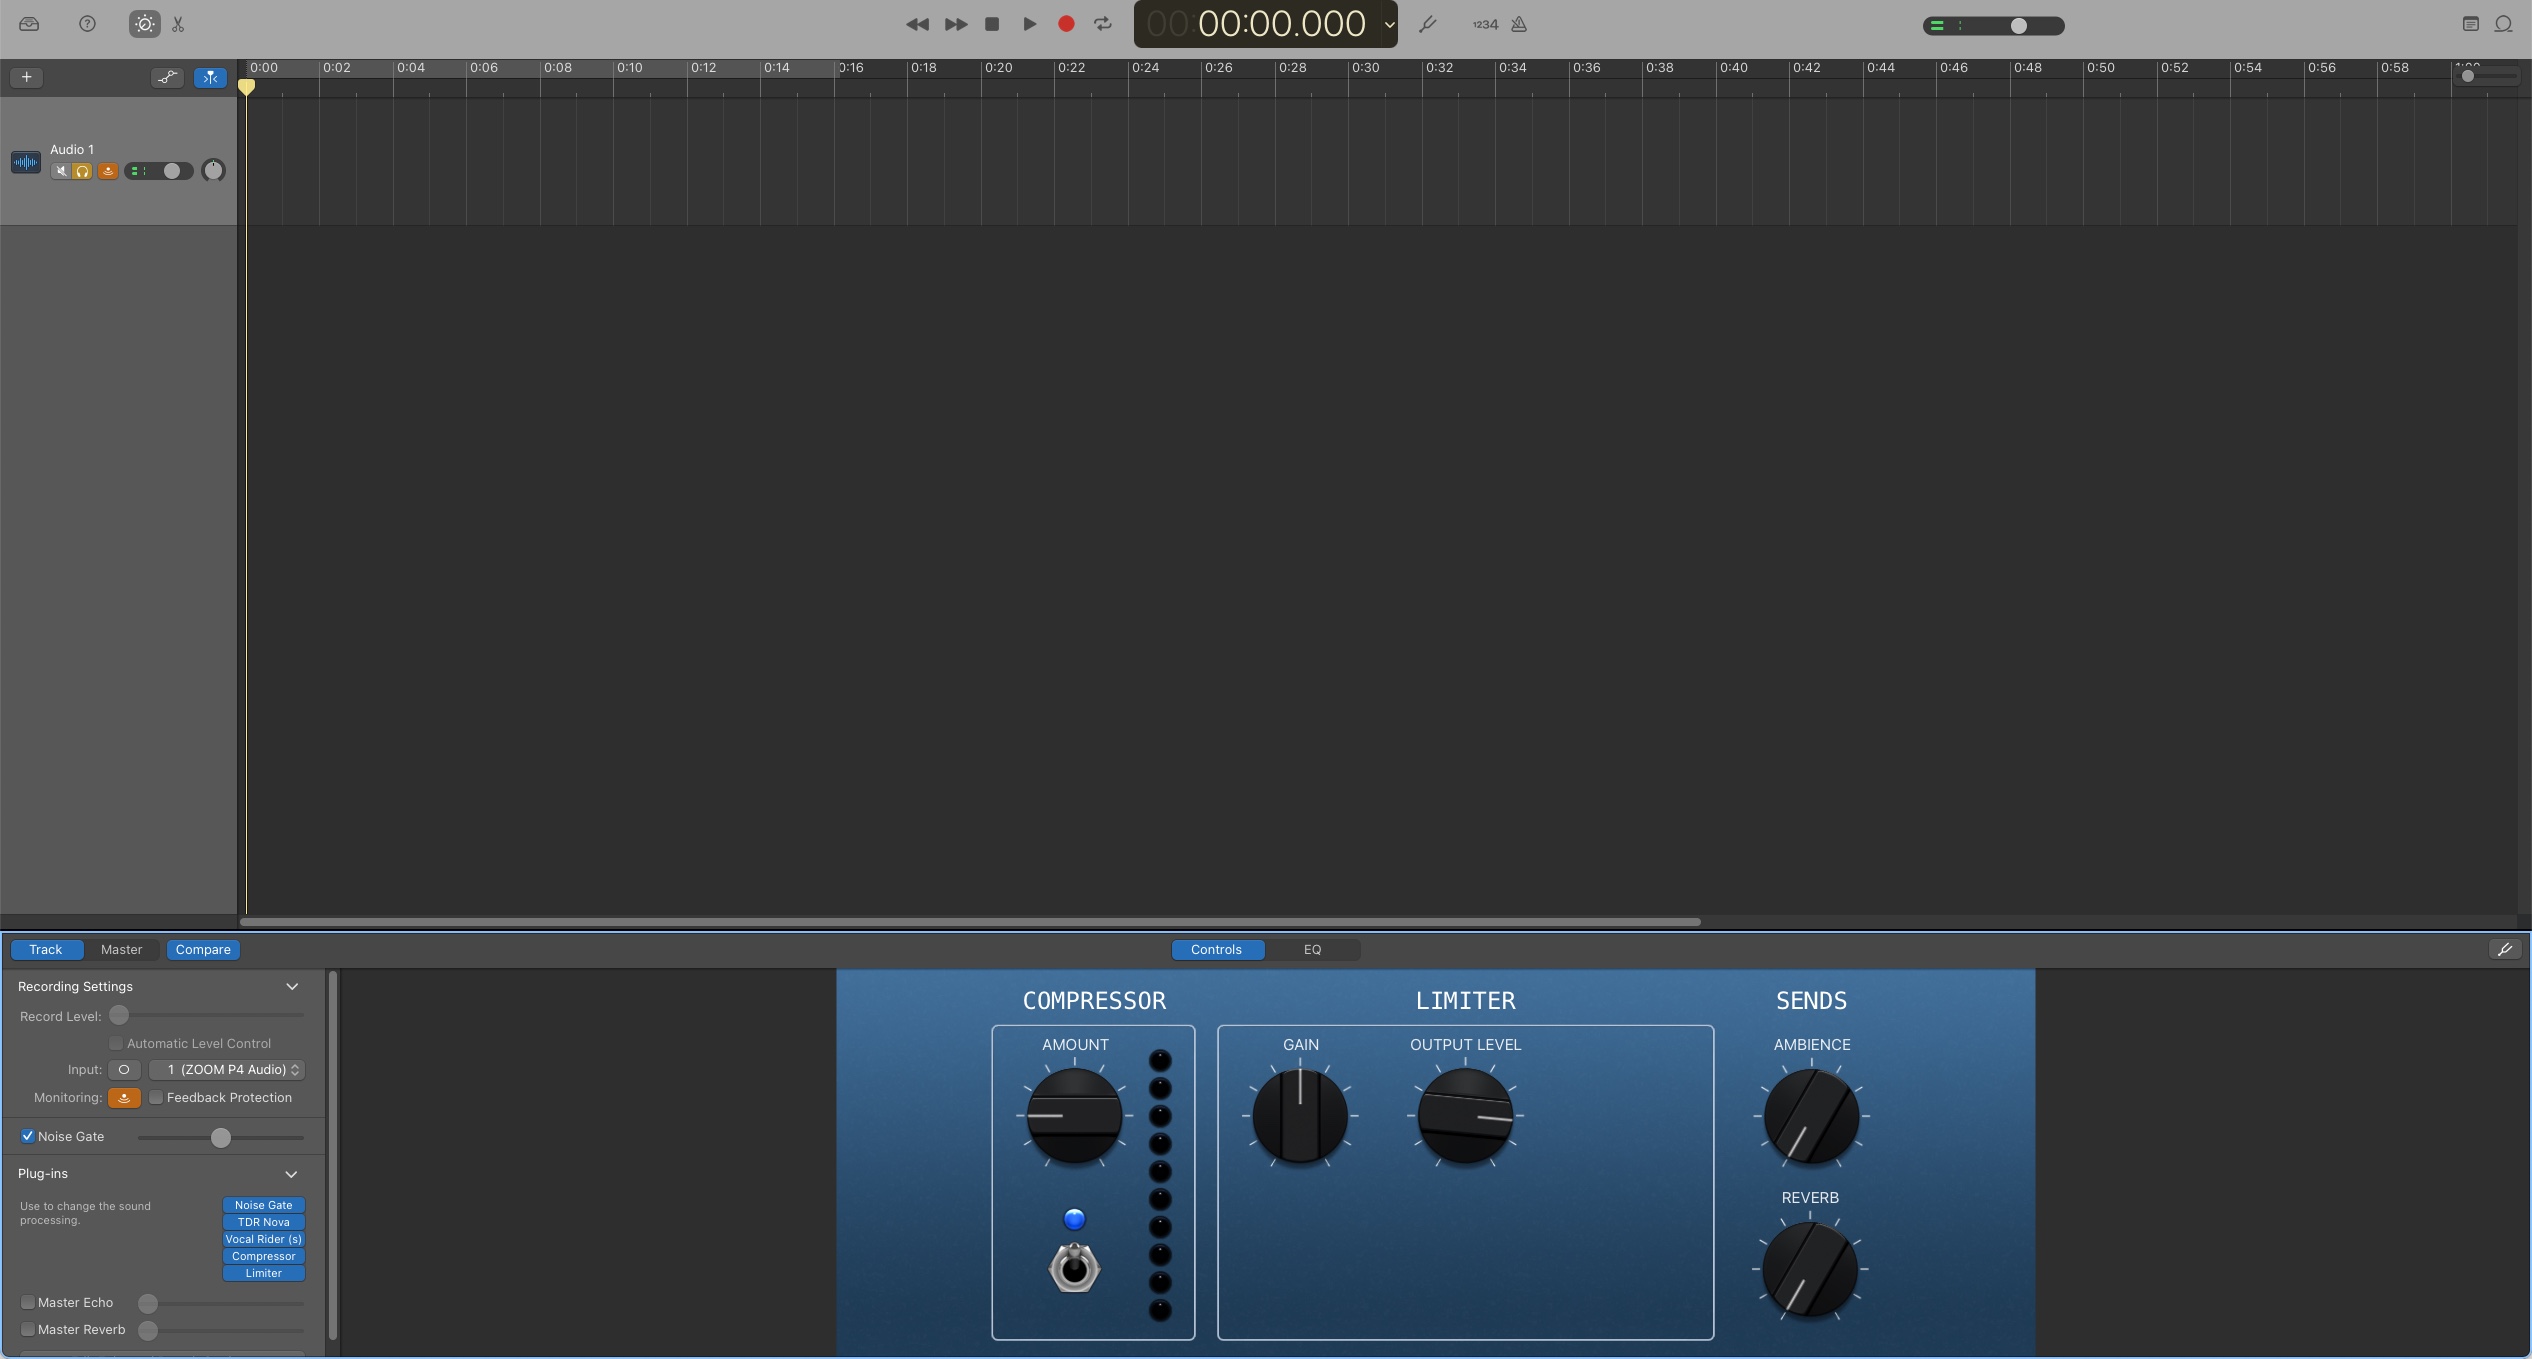 00:00:00.000
1234
0:00 0:02 0:04 0:06 0:08 0:10 0:12 0:14 0:16 0:18 0:20 0:22 0:24 0:26 0:28 0:30 0:32 0:34 0:36 0:38 0:40 0:42 0:44 0:46 0:48 0:50 0:52 0:54 0:56 0:58
Audio 1
Track Master Compare
Controls EQ
Recording Settings
Record Level:
Automatic Level Control
Input: 1 (ZOOM P4 Audio)
Monitoring: Feedback Protection
Noise Gate
Plug-ins
Use to change the sound
processing.
Noise Gate
TDR Nova
Vocal Rider (s)
Compressor
Limiter
Master Echo
Master Reverb
COMPRESSOR
AMOUNT
LIMITER
GAIN OUTPUT LEVEL
SENDS
AMBIENCE
REVERB